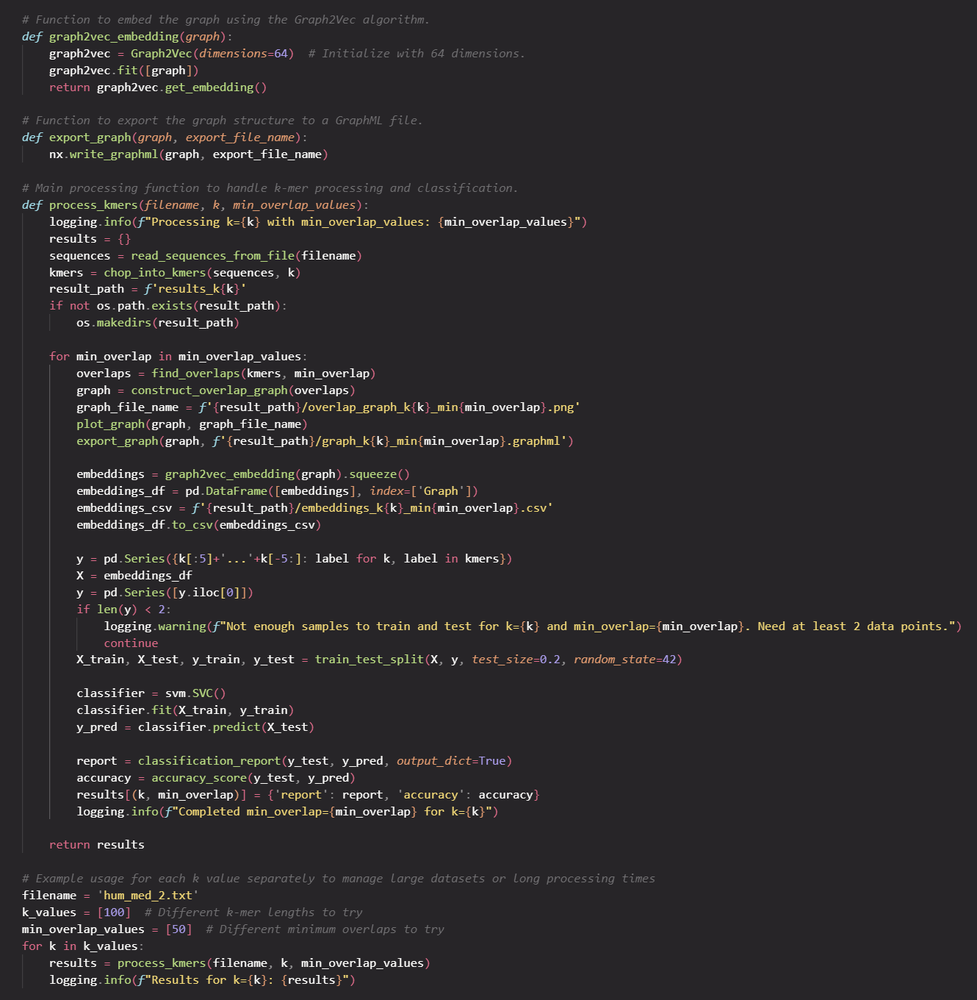 # Function to embed the graph using the Graph2Vec algorithm.
def graph2vec_embedding(graph):
    graph2vec = Graph2Vec(dimensions=64)  # Initialize with 64 dimensions.
    graph2vec.fit([graph])
    return graph2vec.get_embedding()

# Function to export the graph structure to a GraphML file.
def export_graph(graph, export_file_name):
    nx.write_graphml(graph, export_file_name)

# Main processing function to handle k-mer processing and classification.
def process_kmers(filename, k, min_overlap_values):
    logging.info(f"Processing k={k} with min_overlap_values: {min_overlap_values}")
    results = {}
    sequences = read_sequences_from_file(filename)
    kmers = chop_into_kmers(sequences, k)
    result_path = f'results_k{k}'
    if not os.path.exists(result_path):
        os.makedirs(result_path)

    for min_overlap in min_overlap_values:
        overlaps = find_overlaps(kmers, min_overlap)
        graph = construct_overlap_graph(overlaps)
        graph_file_name = f'{result_path}/overlap_graph_k{k}_min{min_overlap}.png'
        plot_graph(graph, graph_file_name)
        export_graph(graph, f'{result_path}/graph_k{k}_min{min_overlap}.graphml')

        embeddings = graph2vec_embedding(graph).squeeze()
        embeddings_df = pd.DataFrame([embeddings], index=['Graph'])
        embeddings_csv = f'{result_path}/embeddings_k{k}_min{min_overlap}.csv'
        embeddings_df.to_csv(embeddings_csv)

        y = pd.Series({k[:5]+'...'+k[-5:]: label for k, label in kmers})
        X = embeddings_df
        y = pd.Series([y.iloc[0]])
        if len(y) < 2:
            logging.warning(f"Not enough samples to train and test for k={k} and min_overlap={min_overlap}. Need at least 2 data points.")
            continue
        X_train, X_test, y_train, y_test = train_test_split(X, y, test_size=0.2, random_state=42)

        classifier = svm.SVC()
        classifier.fit(X_train, y_train)
        y_pred = classifier.predict(X_test)

        report = classification_report(y_test, y_pred, output_dict=True)
        accuracy = accuracy_score(y_test, y_pred)
        results[(k, min_overlap)] = {'report': report, 'accuracy': accuracy}
        logging.info(f"Completed min_overlap={min_overlap} for k={k}")

    return results

# Example usage for each k value separately to manage large datasets or long processing times
filename = 'hum_med_2.txt'
k_values = [100]  # Different k-mer lengths to try
min_overlap_values = [50]  # Different minimum overlaps to try
for k in k_values:
    results = process_kmers(filename, k, min_overlap_values)
    logging.info(f"Results for k={k}: {results}")